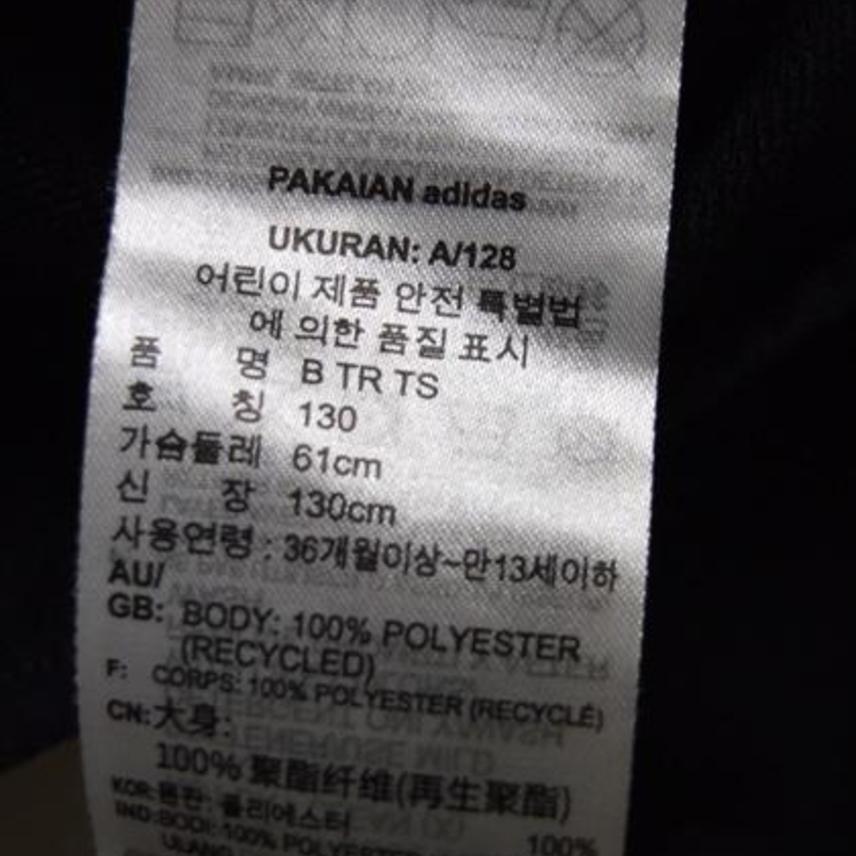 PAKAIAN adidas
UKURAN: A/128
어린이 제품 안전 특별법
에 의한 품질 표시
품 명 B TR TS
호 칭 130
가슴둘레 61cm
신 장 130cm
사용연령 : 36개월이상~만13세이하
AU/
GB: BODY: 100% POLYESTER
(RECYCLED)
F: CORPS: 100% POLYESTER (RECYCLÉ)
CN:大身:
100% 聚酯纤维(再生聚酯)
KOR:몸판: 폴리에스터 100%
IND:BODI: 100% POLYESTER